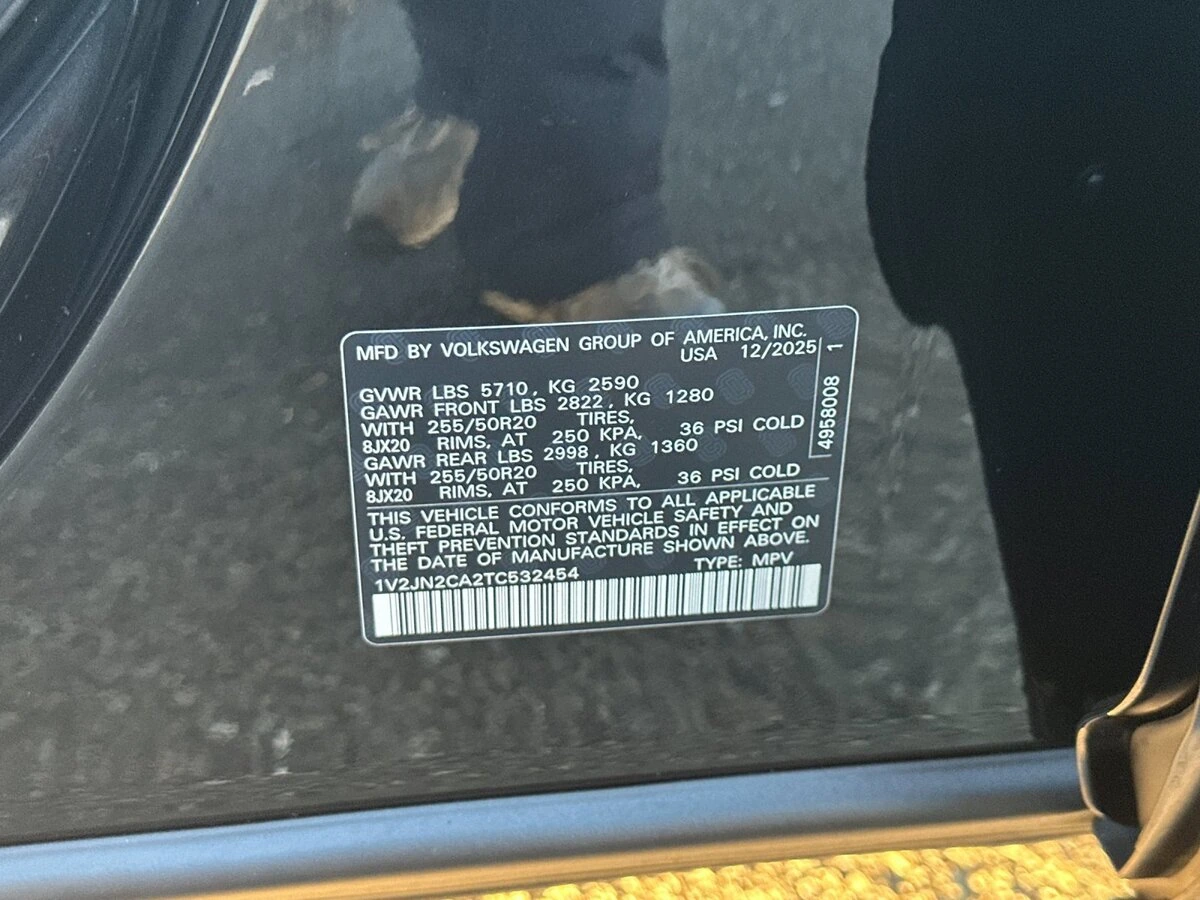 MFD BY VOLKSWAGEN GROUP OF AMERICA, INC.
USA 12/2025
GVWR LBS 5710, KG 2590
GAWR FRONT LBS 2822, KG 1280
WITH 255/50R20 TIRES,
8JX20 RIMS, AT 250 KPA, 36 PSI COLD
GAWR REAR LBS 2998, KG 1360
WITH 255/50R20 TIRES,
8JX20 RIMS, AT 250 KPA, 36 PSI COLD
THIS VEHICLE CONFORMS TO ALL APPLICABLE
U.S. FEDERAL MOTOR VEHICLE SAFETY AND
THEFT PREVENTION STANDARDS IN EFFECT ON
THE DATE OF MANUFACTURE SHOWN ABOVE.
1V2JN2CA2TC532454 TYPE: MPV
4958008 1